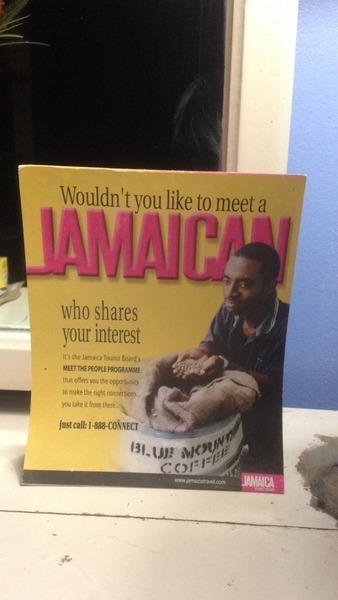 Wouldn't you like to meet a
JAMAICAN
who shares
your interest
It's the Jamaica Tourist Board's
MEET THE PEOPLE PROGRAMME
that offers you the opportunity
to make the right connections...
you take it from there...
Just call: 1-888-CONNECT
BLUE MOUNTA
COFFEE
www.jamaicatravel.com
JAMAICA